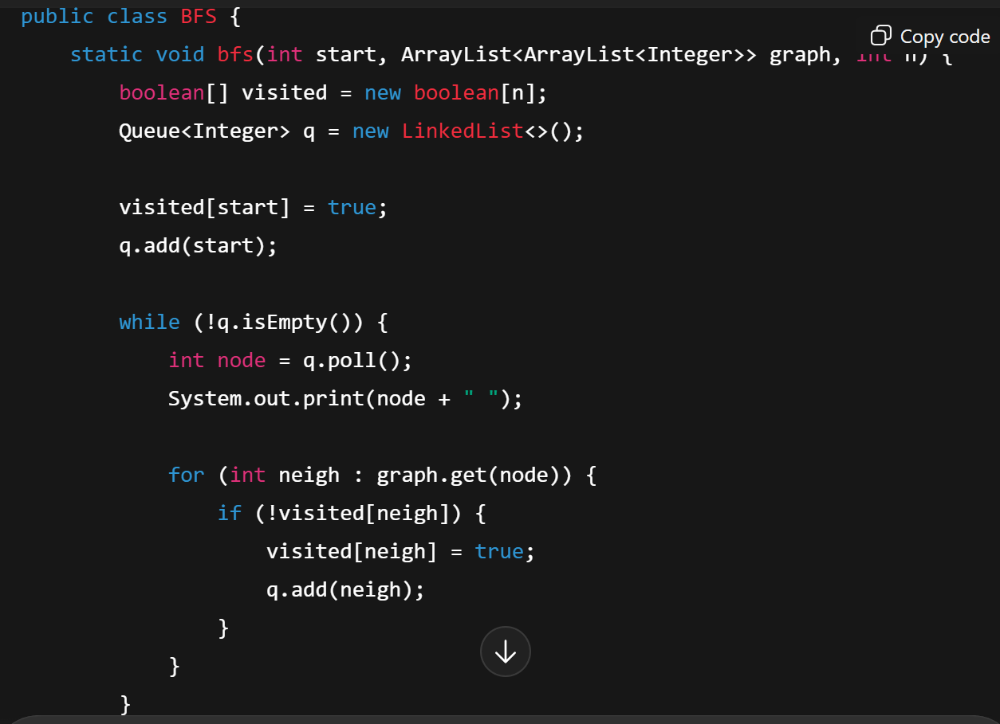 public class BFS {
Copy code
static void bfs(int start, ArrayList<ArrayList<Integer>> graph, int n) {
boolean[] visited = new boolean[n];
Queue<Integer> q = new LinkedList<>();
visited[start] = true;
q.add(start);
while (!q.isEmpty()) {
int node = q.poll();
System.out.print(node + " ");
for (int neigh : graph.get(node)) {
if (!visited[neigh]) {
visited[neigh] = true;
q.add(neigh);
}
}
}